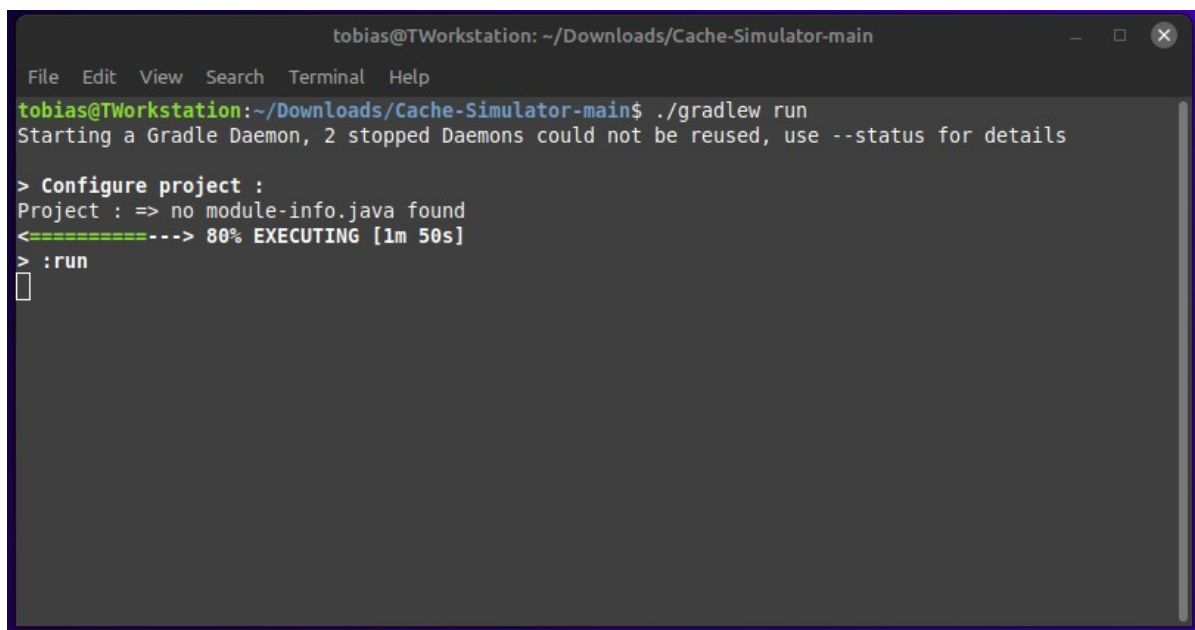 tobias@TWorkstation: ~/Downloads/Cache-Simulator-main
File Edit View Search Terminal Help
tobias@TWorkstation:~/Downloads/Cache-Simulator-main$ ./gradlew run
Starting a Gradle Daemon, 2 stopped Daemons could not be reused, use --status for details
> Configure project :
Project : => no module-info.java found
<==========---> 80% EXECUTING [1m 50s]
> :run